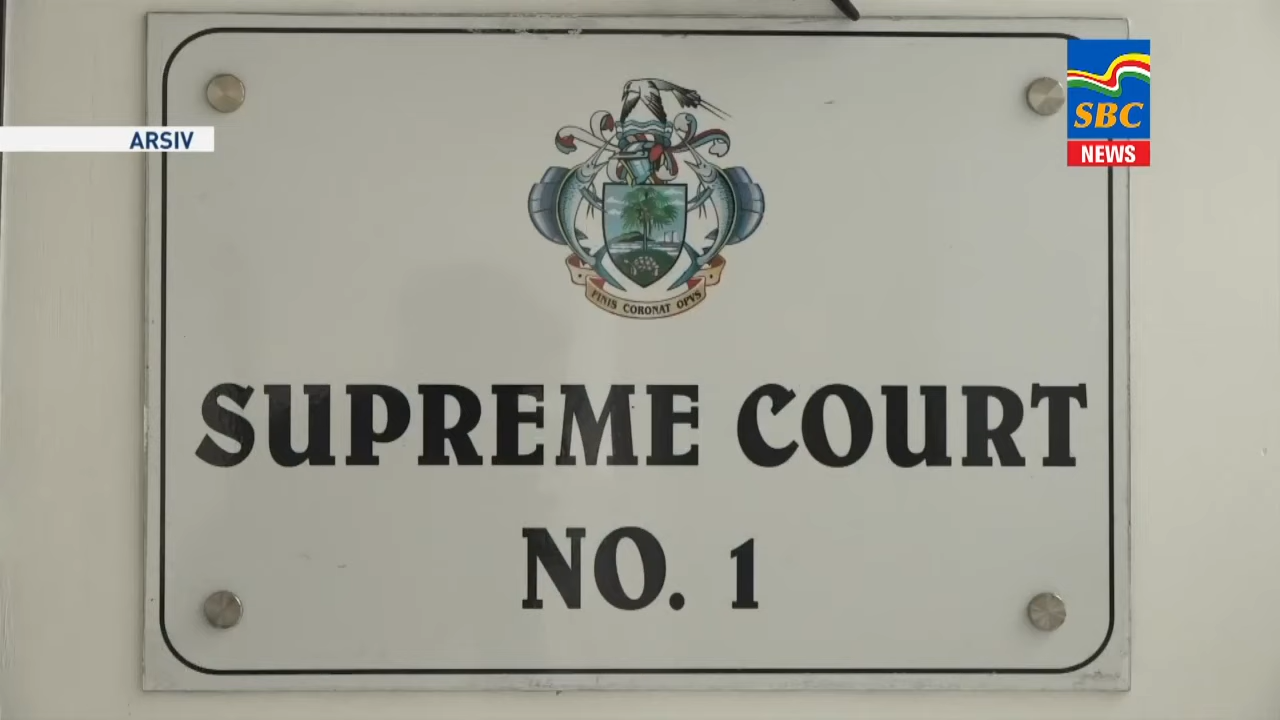 ARSIV
SBC
NEWS
FINIS CORONAT OPVS
SUPREME COURT
NO. 1